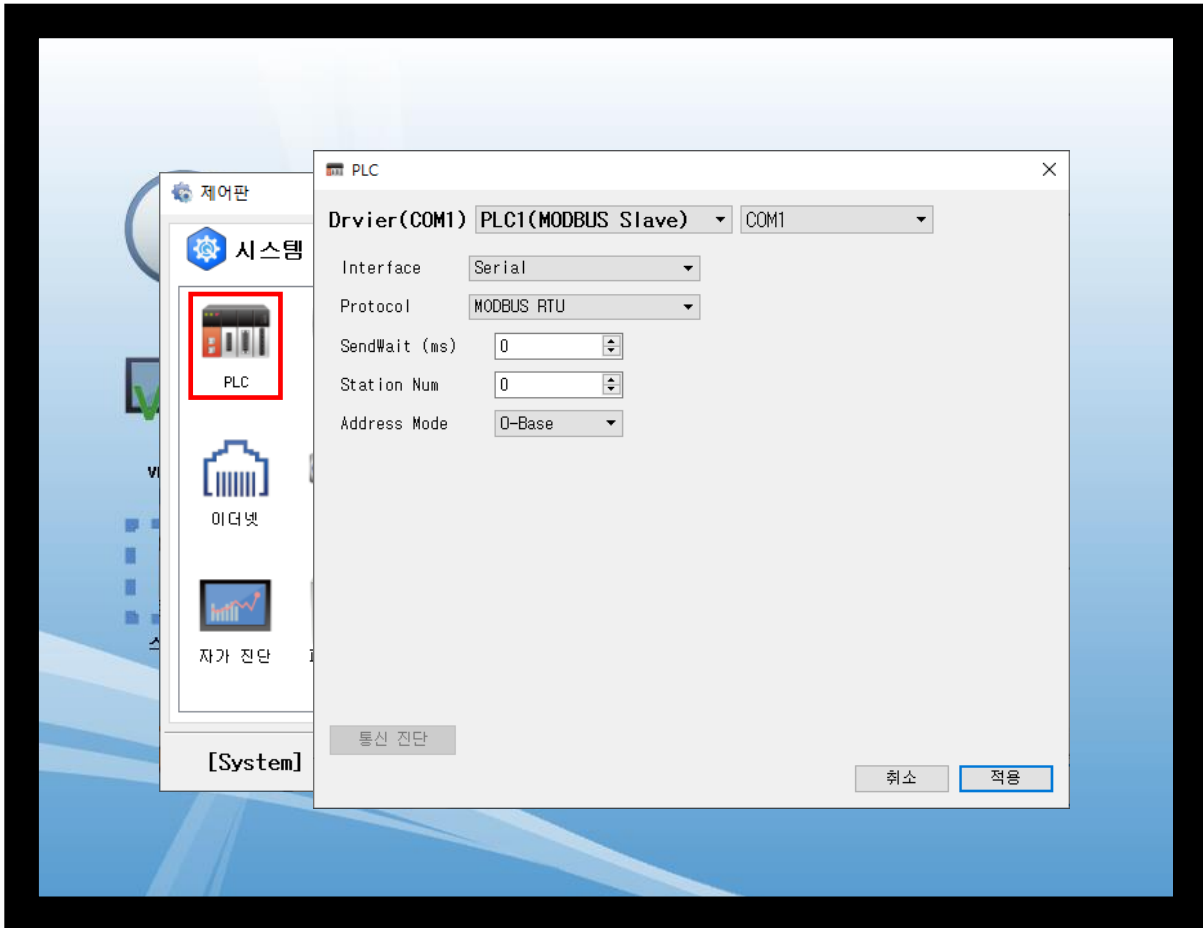 PLC
제어판
Drvier(COM1) PLC1(MODBUS Slave) COM1
시스템
Interface Serial
Protocol MODBUS RTU
SendWait (ms) 0
Station Num 0
Address Mode 0-Base
PLC
이더넷
자가 진단
통신 진단
[System]
취소 적용